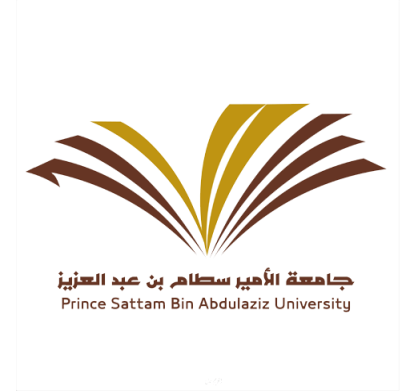 جامعة الأمير سطام بن عبد العزيز
Prince Sattam Bin Abdulaziz University